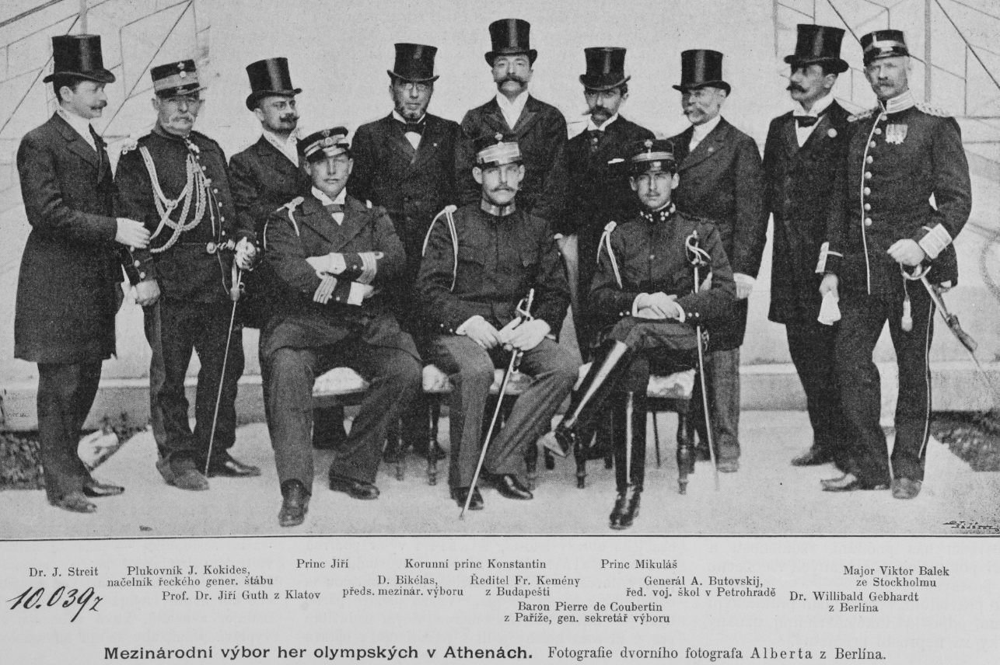 Dr. J. Streit
Plukovník J. Kokides,
načelník řeckého gener. štábu
Prof. Dr. Jiří Guth z Klatov
Princ Jiří
D. Bikélas,
předs. mezinár. výboru
Korunní princ Konstantin
Ředitel Fr. Kemény
z Budapešti
Baron Pierre de Coubertin
z Paříže, gen. sekretář výboru
Princ Mikuláš
Generál A. Butovskij,
řed. voj. škol v Petrohradě
Dr. Willibald Gebhardt
z Berlína
Major Viktor Balek
ze Stockholmu
10.039z
Mezinárodní výbor her olympských v Athenách. Fotografie dvorního fotografa Alberta z Berlína.